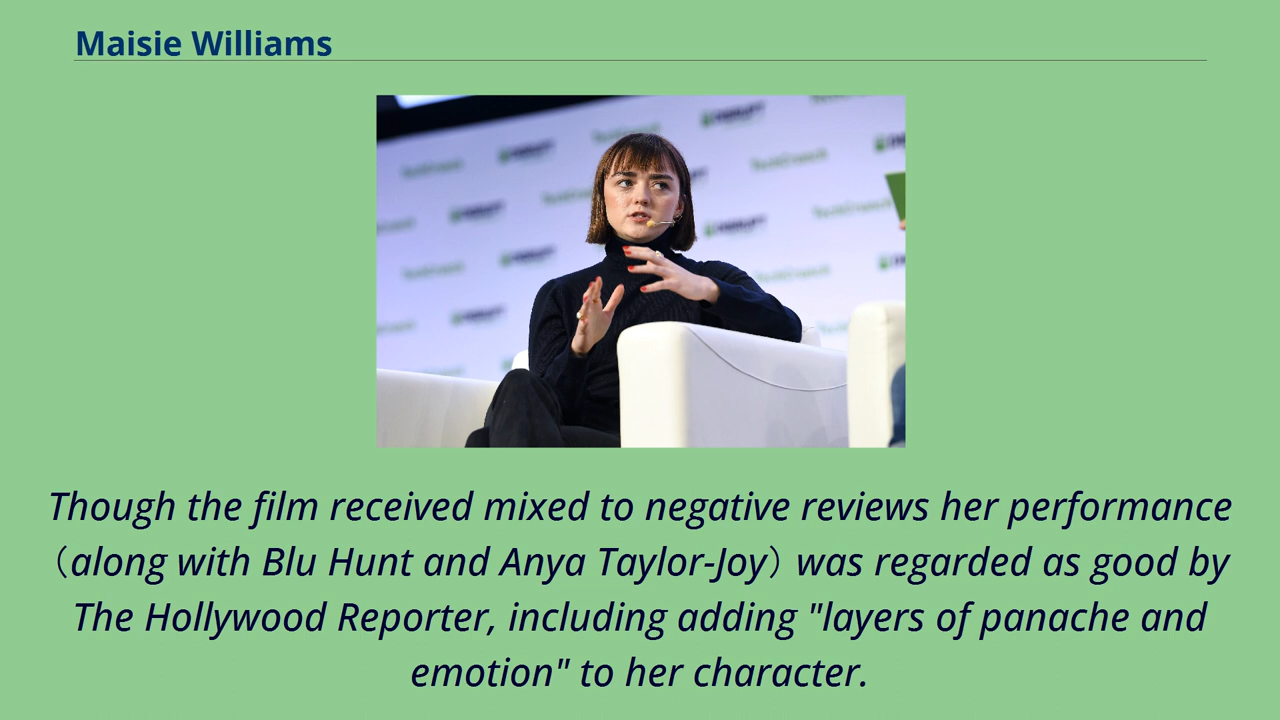 Maisie Williams
TechCrunch
Though the film received mixed to negative reviews her performance
（along with Blu Hunt and Anya Taylor-Joy）was regarded as good by
The Hollywood Reporter, including adding "layers of panache and
emotion" to her character.